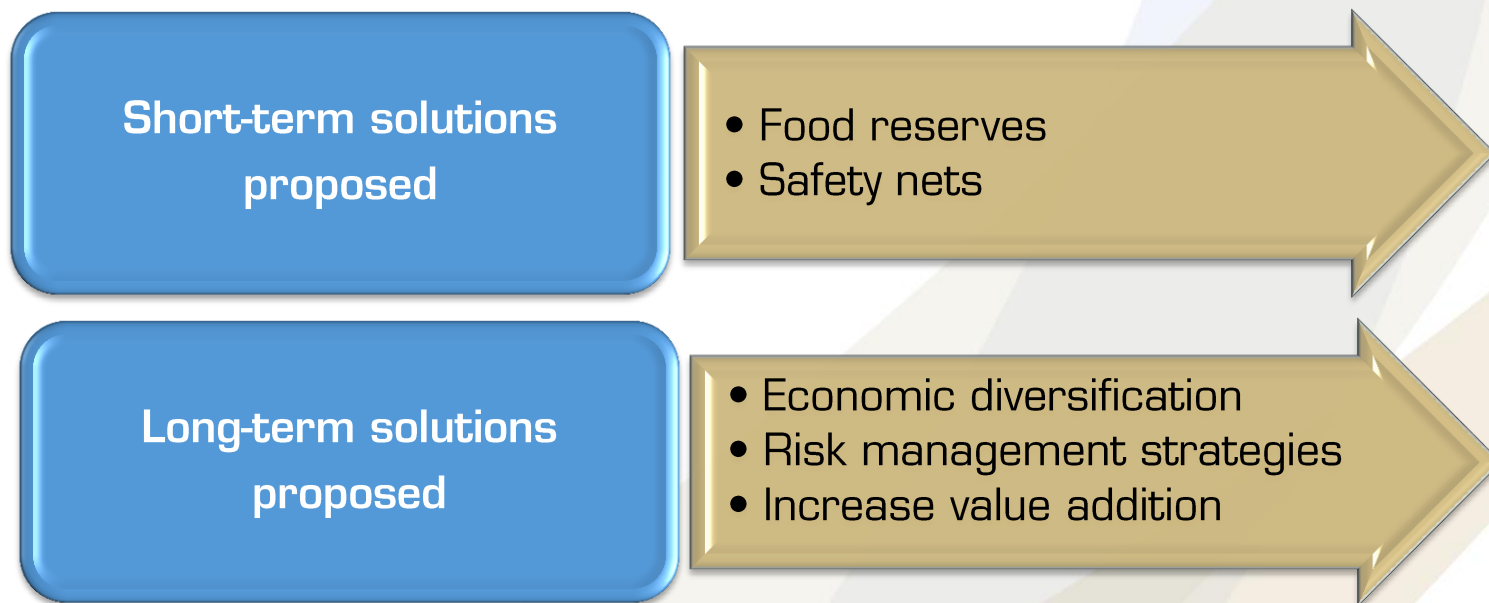 Short-term solutions
proposed
• Food reserves
• Safety nets
Long-term solutions
proposed
• Economic diversification
• Risk management strategies
• Increase value addition